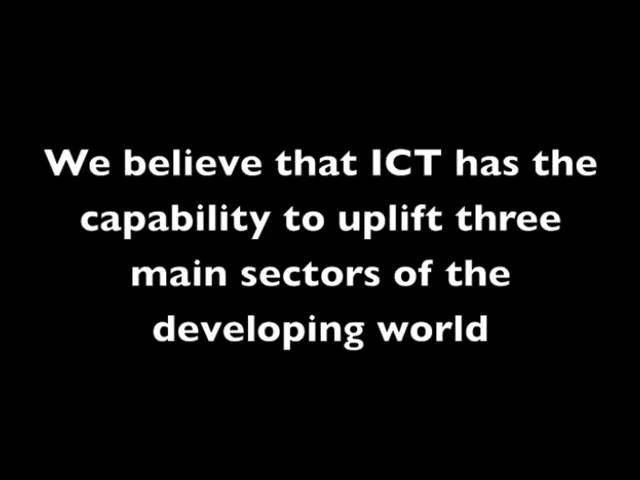 We believe that ICT has the
capability to uplift three
main sectors of the
developing world